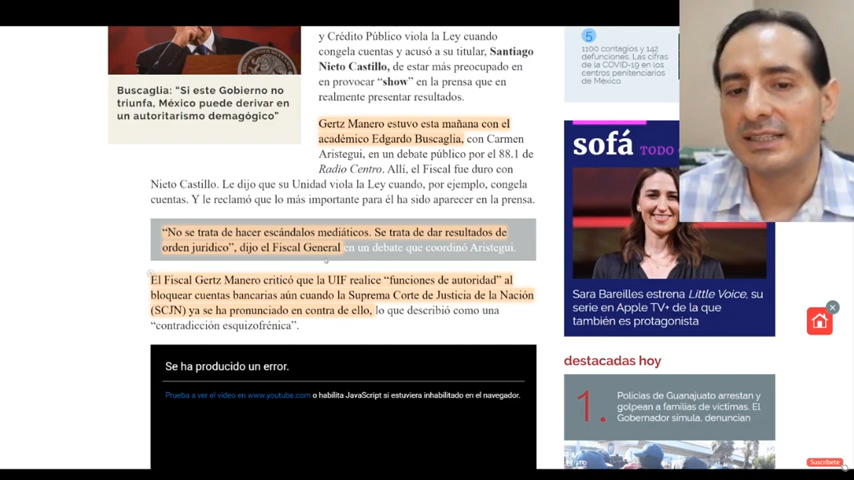 Buscaglia: "Si este Gobierno no
triunfa, México puede derivar en
un autoritarismo demagógico"
y Crédito Público viola la Ley cuando
congela cuentas y acusó a su titular, Santiago
Nieto Castillo, de estar más preocupado en
en provocar “show” en la prensa que en
realmente presentar resultados.
Gertz Manero estuvo esta mañana con el
académico Edgardo Buscaglia, con Carmen
Aristegui, en un debate público por el 88.1 de
Radio Centro. Allí, el Fiscal fue duro con
Nieto Castillo. Le dijo que su Unidad viola la Ley cuando, por ejemplo, congela
cuentas. Y le reclamó que lo más importante para él ha sido aparecer en la prensa.
“No se trata de hacer escándalos mediáticos. Se trata de dar resultados de
orden jurídico”, dijo el Fiscal General en un debate que coordinó Aristegui.
El Fiscal Gertz Manero criticó que la UIF realice “funciones de autoridad” al
bloquear cuentas bancarias aún cuando la Suprema Corte de Justicia de la Nación
(SCJN) ya se ha pronunciado en contra de ello, lo que describió como una
“contradicción esquizofrénica”.
Se ha producido un error.
Prueba a ver el vídeo en www.youtube.com o habilita JavaScript si estuviera inhabilitado en el navegador.
5
1100 contagios y 142
defunciones. Las cifras
de la COVID-19 en los
centros penitenciarios
de México
sofá TODO
Sara Bareilles estrena Little Voice, su
serie en Apple TV+ de la que
también es protagonista
destacadas hoy
1.
Policías de Guanajuato arrestan y
golpean a familias de víctimas. El
Gobernador simula, denuncian
Suscríbete